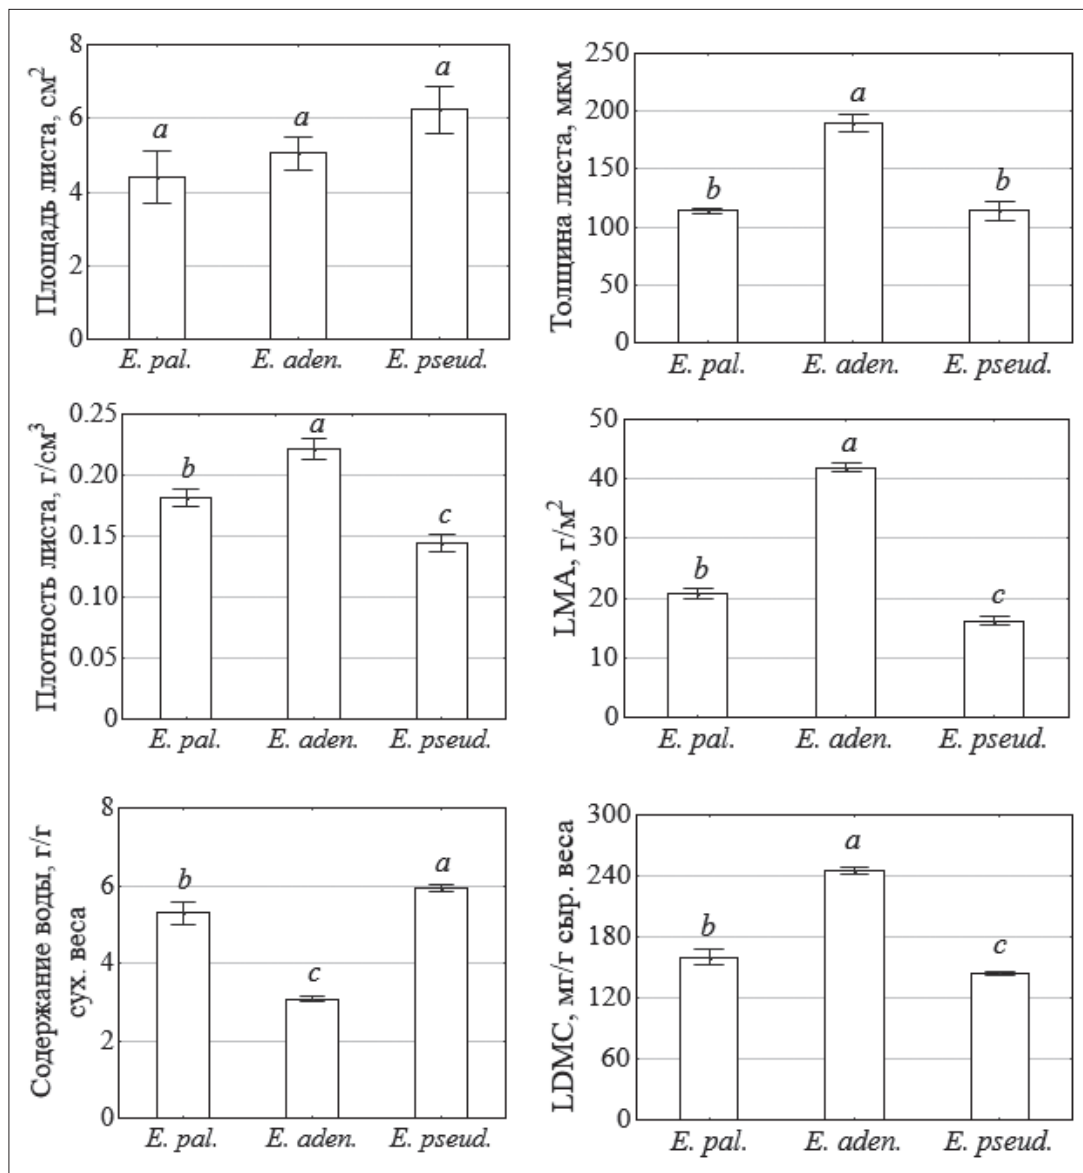 Площадь листа, см²
8
6
4
2
0
a
a
a
E. pal.
E. aden.
E. pseud.
Толщина листа, мкм
250
200
150
100
50
0
b
a
b
E. pal.
E. aden.
E. pseud.
Плотность листа, г/см³
0.25
0.20
0.15
0.10
0.05
0
b
a
c
E. pal.
E. aden.
E. pseud.
LMA, г/м²
50
40
30
20
10
0
b
a
c
E. pal.
E. aden.
E. pseud.
Содержание воды, г/г
сух. веса
8
6
4
2
0
b
c
a
E. pal.
E. aden.
E. pseud.
LDMC, мг/г сыр. веса
300
240
180
120
60
0
b
a
c
E. pal.
E. aden.
E. pseud.